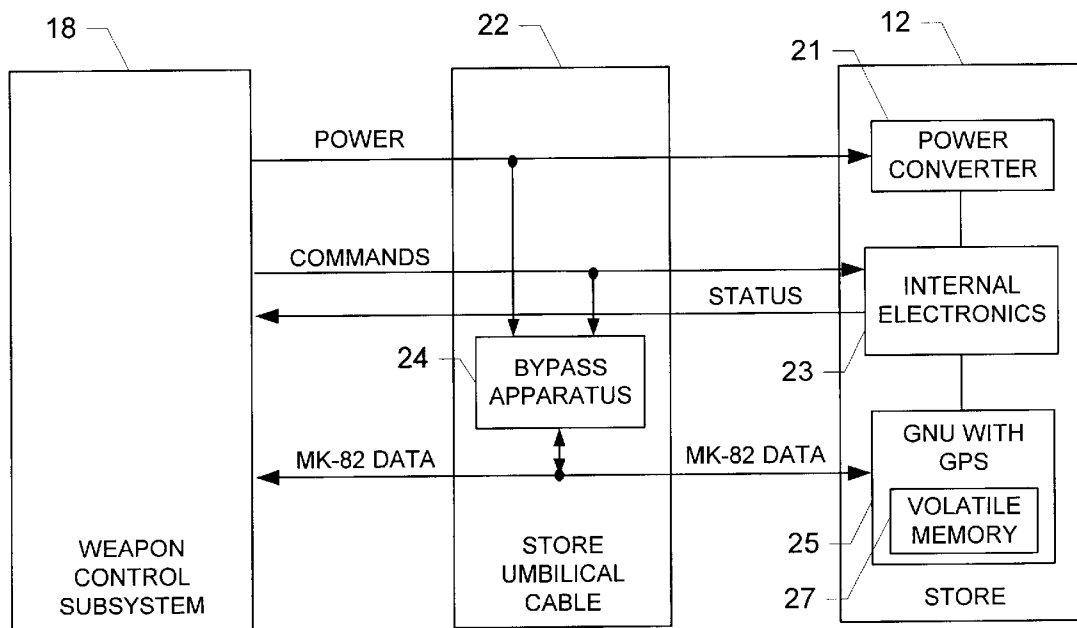 18
22
12
21
POWER
POWER
CONVERTER
COMMANDS
STATUS
INTERNAL
ELECTRONICS
24
BYPASS
APPARATUS
23
MK-82 DATA
MK-82 DATA
GNU WITH
GPS
VOLATILE
MEMORY
25
27
WEAPON
CONTROL
SUBSYSTEM
STORE
UMBILICAL
CABLE
STORE